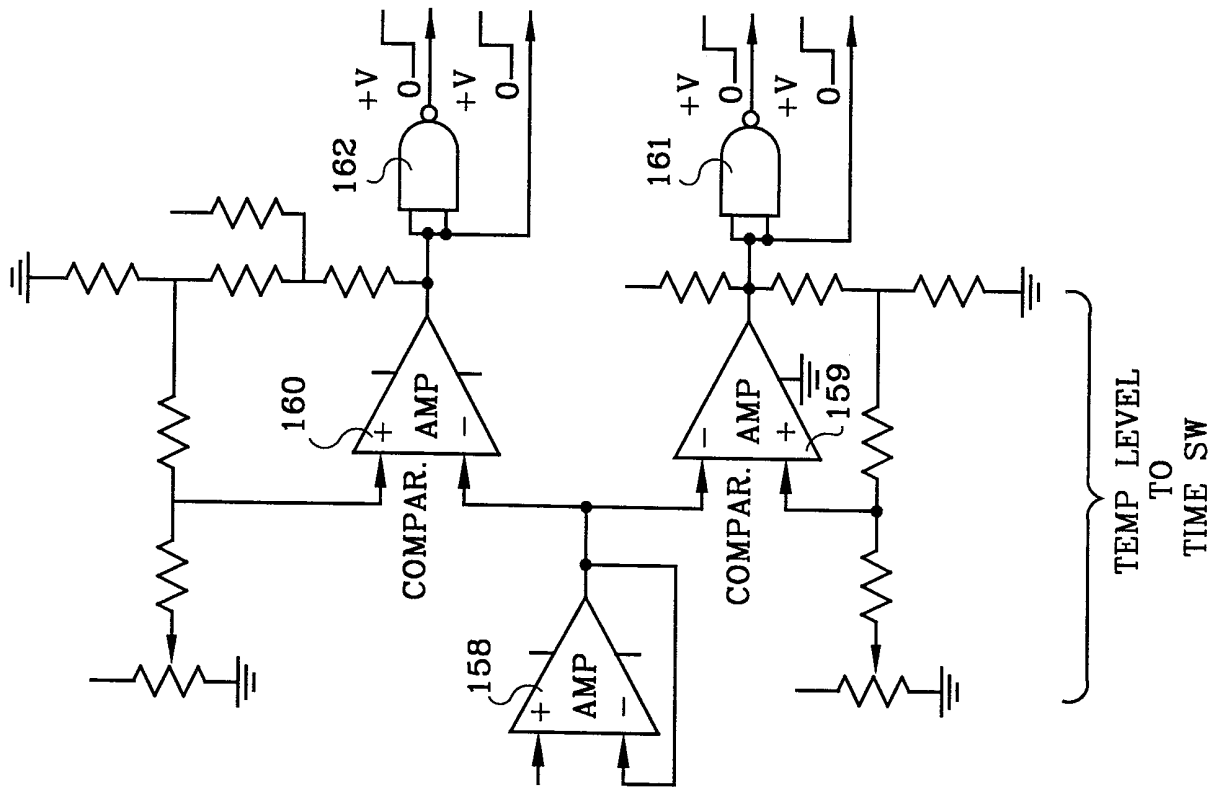 +V
0
+V
0
162
160
+
AMP
−
COMPAR.
158
+
AMP
−
+V
0
+V
0
161
−
AMP
+
159
COMPAR.
TEMP LEVEL
TO
TIME SW